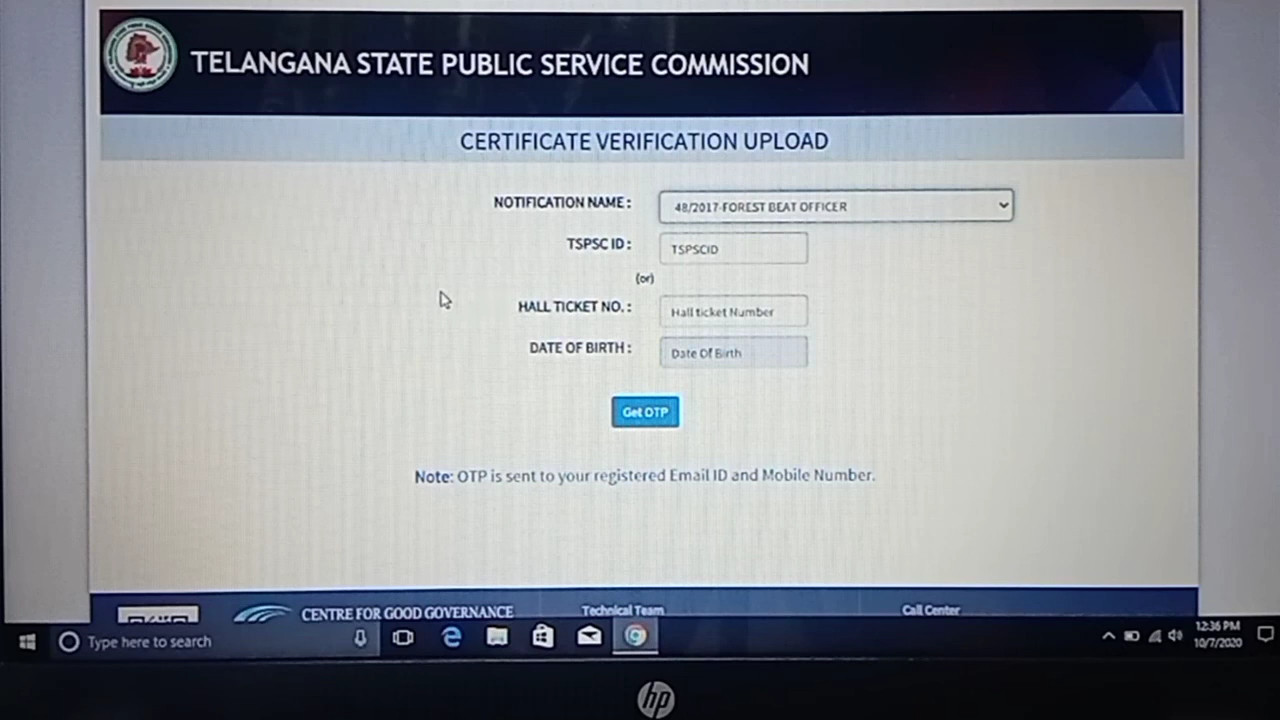 TELANGANA STATE PUBLIC SERVICE COMMISSION
CERTIFICATE VERIFICATION UPLOAD
NOTIFICATION NAME : 48/2017-FOREST BEAT OFFICER
TSPSC ID : TSPSCID
(or)
HALL TICKET NO. : Hall ticket Number
DATE OF BIRTH : Date Of Birth
Get OTP
Note: OTP is sent to your registered Email ID and Mobile Number.
CENTRE FOR GOOD GOVERNANCE Technical Team Call Center
Type here to search
12:36 PM
10/7/2020
hp